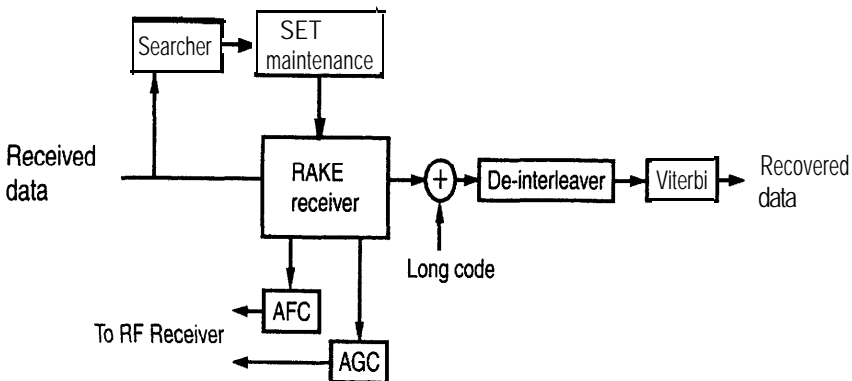 Searcher
SET
maintenance
Received
data
RAKE
receiver
+
De-interleaver
Viterbi
Recovered
data
Long code
AFC
To RF Receiver
AGC